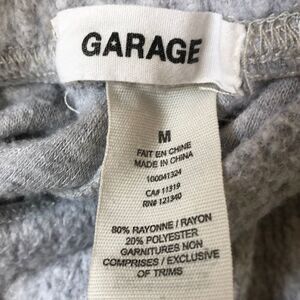 GARAGE
M
FAIT EN CHINE
MADE IN CHINA
100041324
CA# 11319
RN# 121340
80% RAYONNE / RAYON
20% POLYESTER
GARNITURES NON
COMPRISES / EXCLUSIVE
OF TRIMS